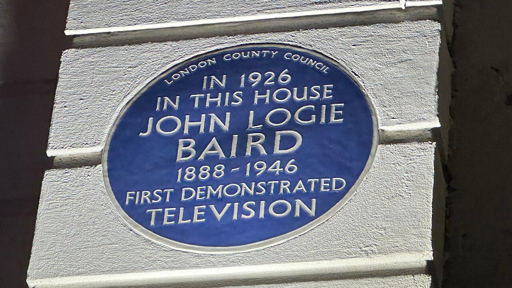 LONDON COUNTY COUNCIL
IN 1926
IN THIS HOUSE
JOHN LOGIE
BAIRD
1888-1946
FIRST DEMONSTRATED
TELEVISION